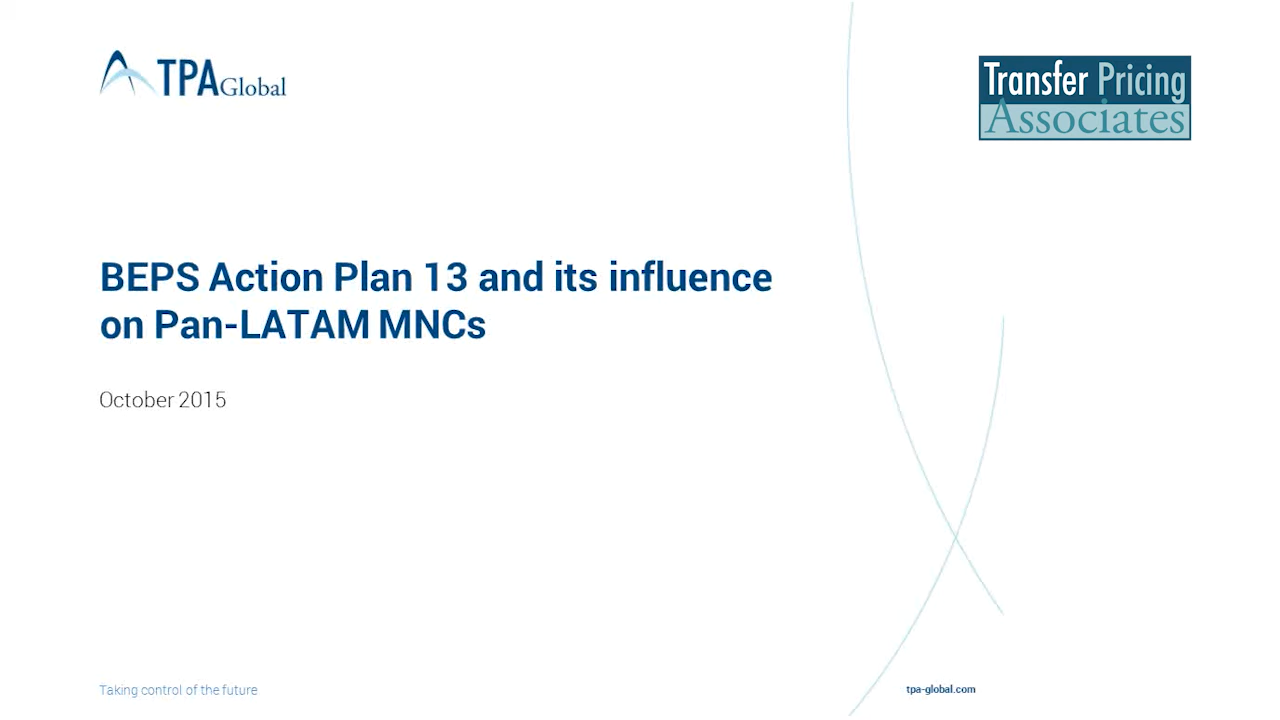 TPA Global
Transfer Pricing
Associates
BEPS Action Plan 13 and its influence
on Pan-LATAM MNCs
October 2015
Taking control of the future
tpa-global.com